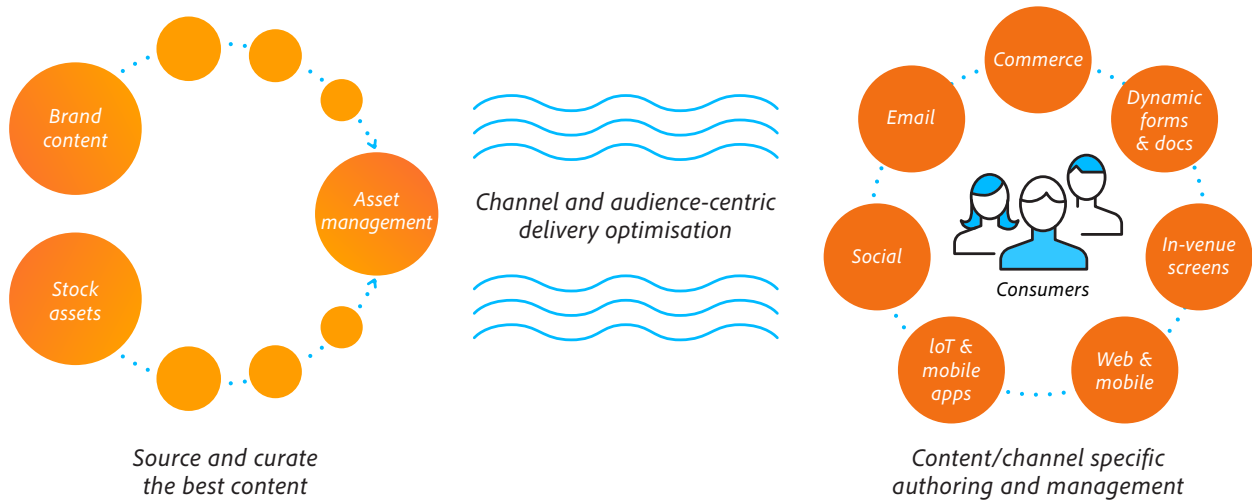 Brand
content
Stock
assets
Asset
management
Source and curate
the best content
Channel and audience-centric
delivery optimisation
Commerce
Dynamic
forms
& docs
In-venue
screens
Web &
mobile
loT &
mobile
apps
Social
Email
Consumers
Content/channel specific
authoring and management